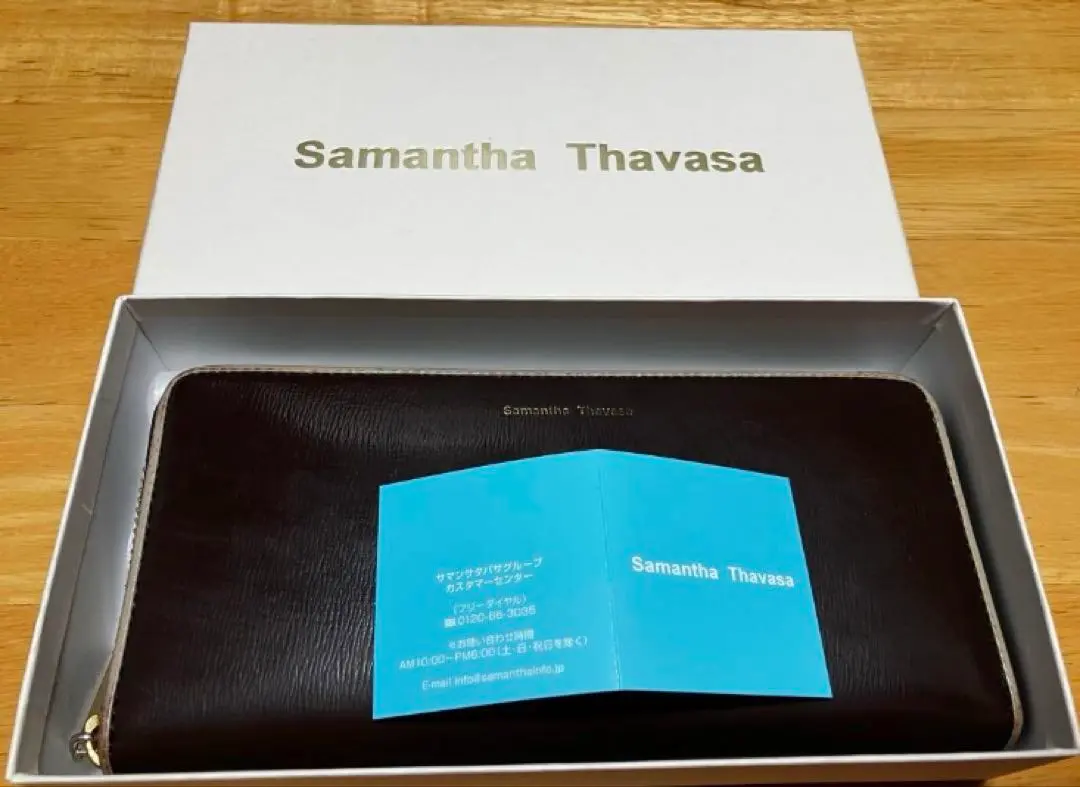 Samantha Thavasa
Samantha Thavasa
サマンサタバサグループ
カスタマーセンター
(フリーダイヤル)
0120-66-3035
※お問い合わせ時間
AM10:00~PM6:00(土・日・祝日を除く)
E-mail info@samanthainfo.jp
Samantha Thavasa